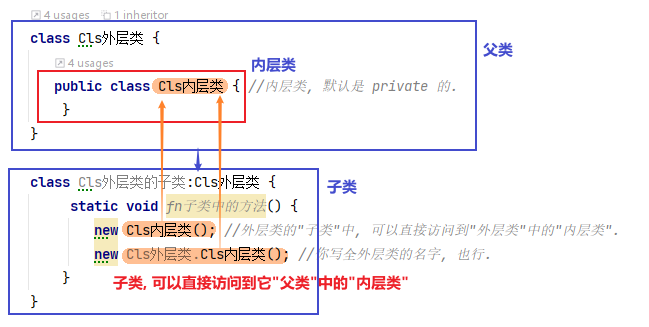 4 usages 1 inheritor
class Cls外层类 {
父类
4 usages
内层类
public class Cls内层类 { //内层类, 默认是 private 的.
}
}
class Cls外层类的子类:Cls外层类 {
子类
static void fn子类中的方法() {
new Cls内层类(); //外层类的"子类"中, 可以直接访问到"外层类"中的"内层类".
new Cls外层类.Cls内层类(); //你写全外层类的名字, 也行.
}
子类, 可以直接访问到它"父类"中的"内层类"
}